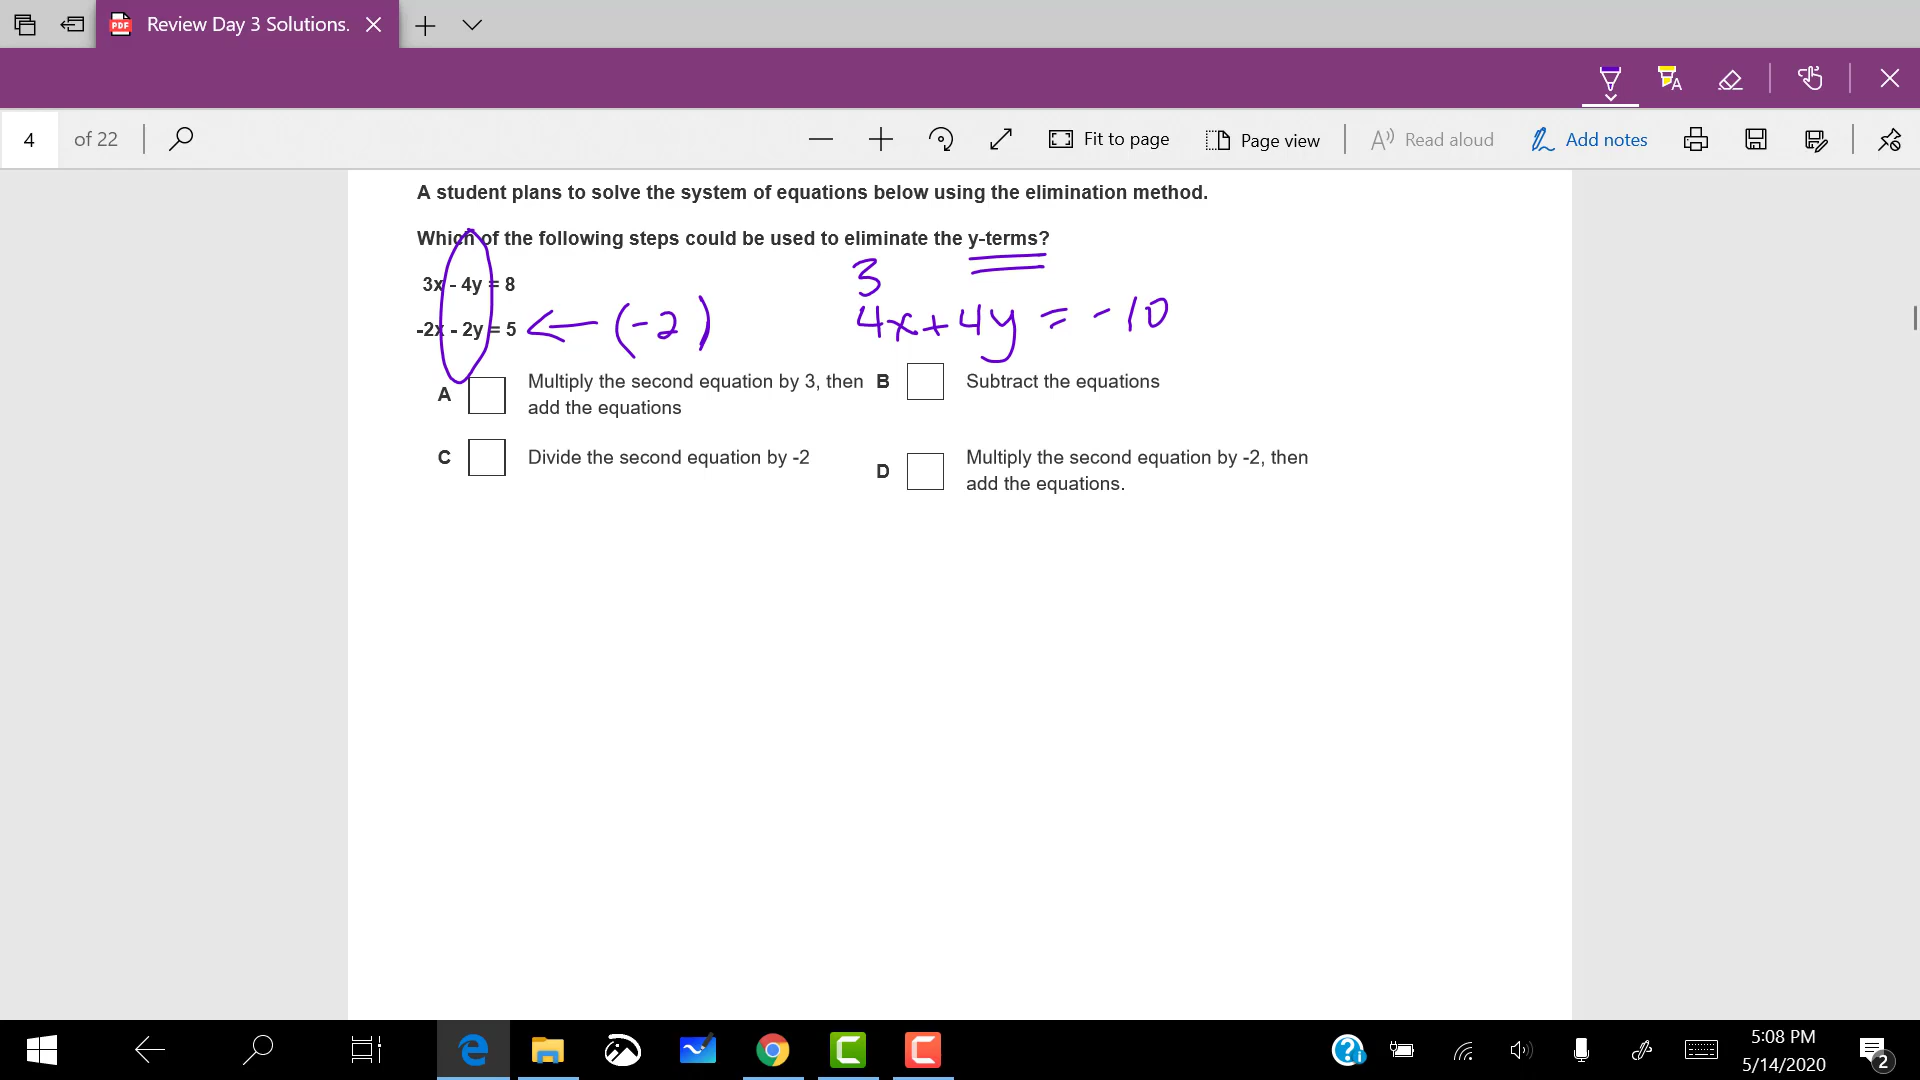 Review Day 3 Solutions.
4 of 22
Fit to page
Page view
Read aloud
Add notes
A student plans to solve the system of equations below using the elimination method.
Which of the following steps could be used to eliminate the y-terms?
3x - 4y = 8
3
-2x - 2y = 5 ← (-2)
4x + 4y = -10
A Multiply the second equation by 3, then
add the equations
B Subtract the equations
C Divide the second equation by -2
D Multiply the second equation by -2, then
add the equations.
5:08 PM
5/14/2020
2